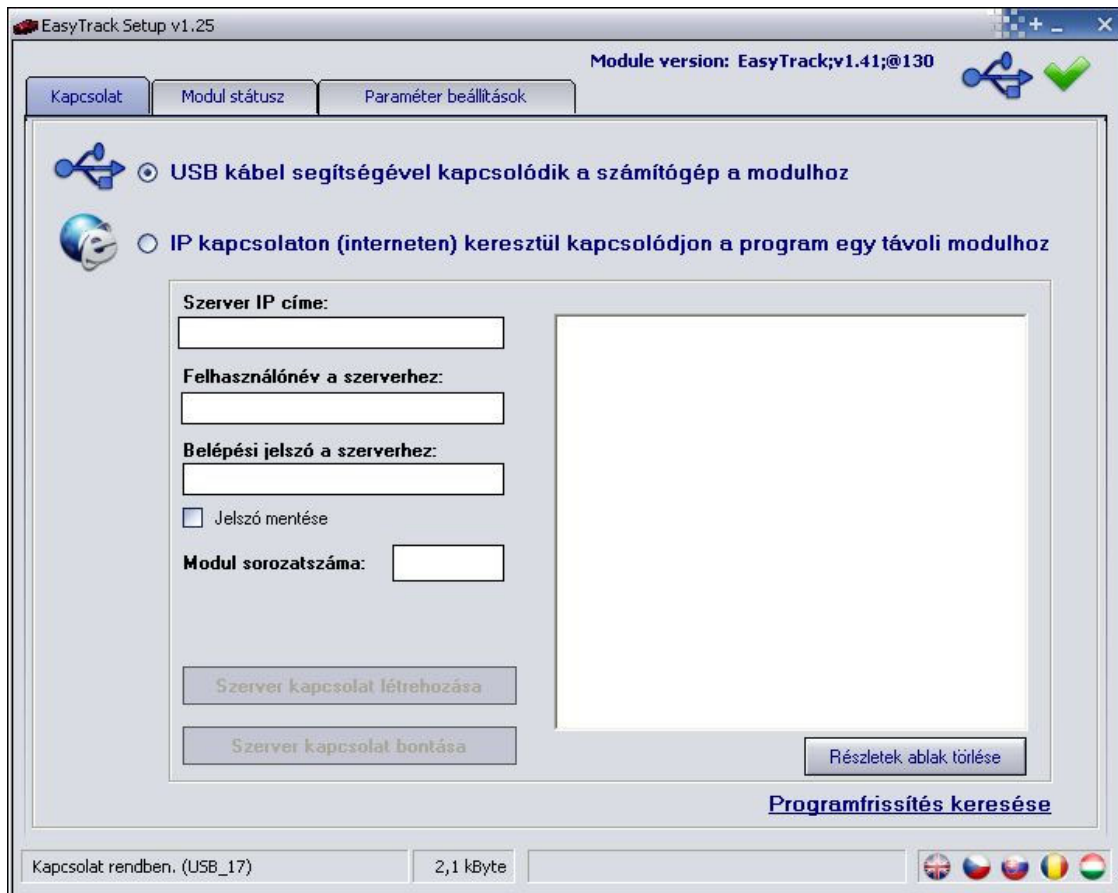 EasyTrack Setup v1.25
Module version: EasyTrack;v1.41;@130
Kapcsolat Modul státusz Paraméter beállítások
USB kábel segítségével kapcsolódik a számítógép a modulhoz
IP kapcsolaton (interneten) keresztül kapcsolódjon a program egy távoli modulhoz
Szerver IP címe:
Felhasználónév a szerverhez:
Belépési jelszó a szerverhez:
Jelszó mentése
Modul sorozatszáma:
Szerver kapcsolat létrehozása
Szerver kapcsolat bontása
Részletek ablak törlése
Programfrissítés keresése
Kapcsolat rendben. (USB_17) 2,1 kByte